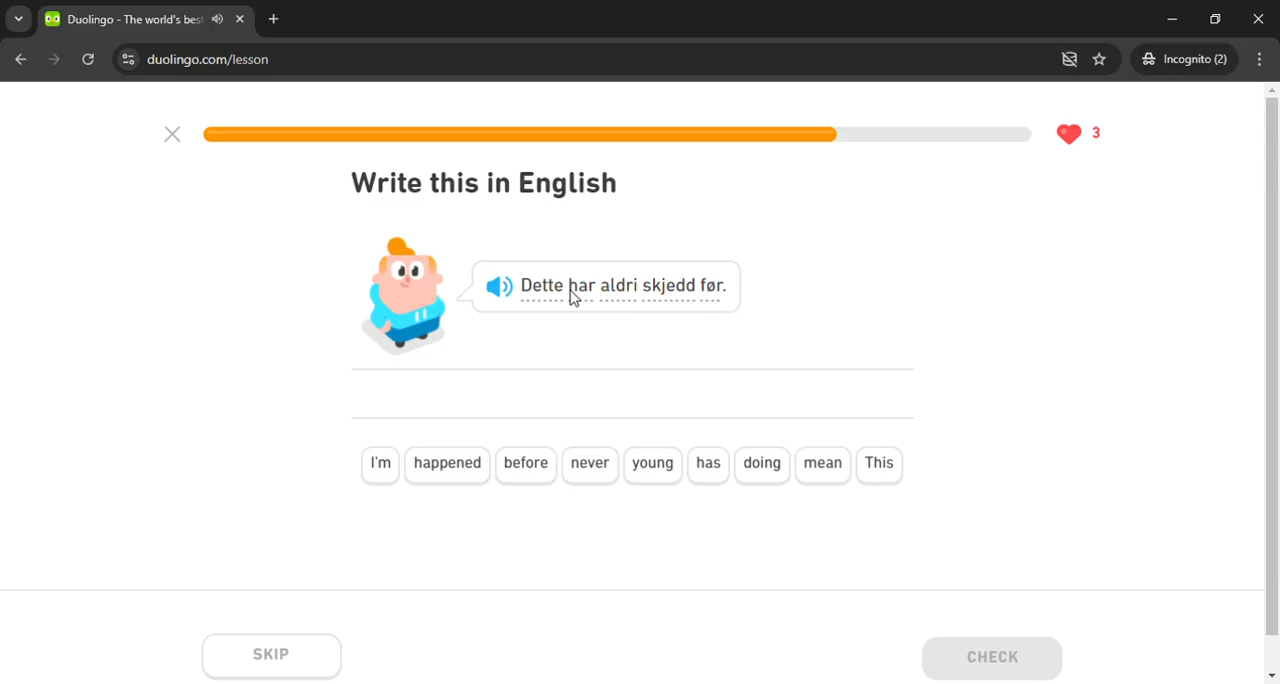 Duolingo - The world's bes
duolingo.com/lesson
Incognito (2)
3
Write this in English
Dette har aldri skjedd før.
I'm happened before never young has doing mean This
SKIP
CHECK